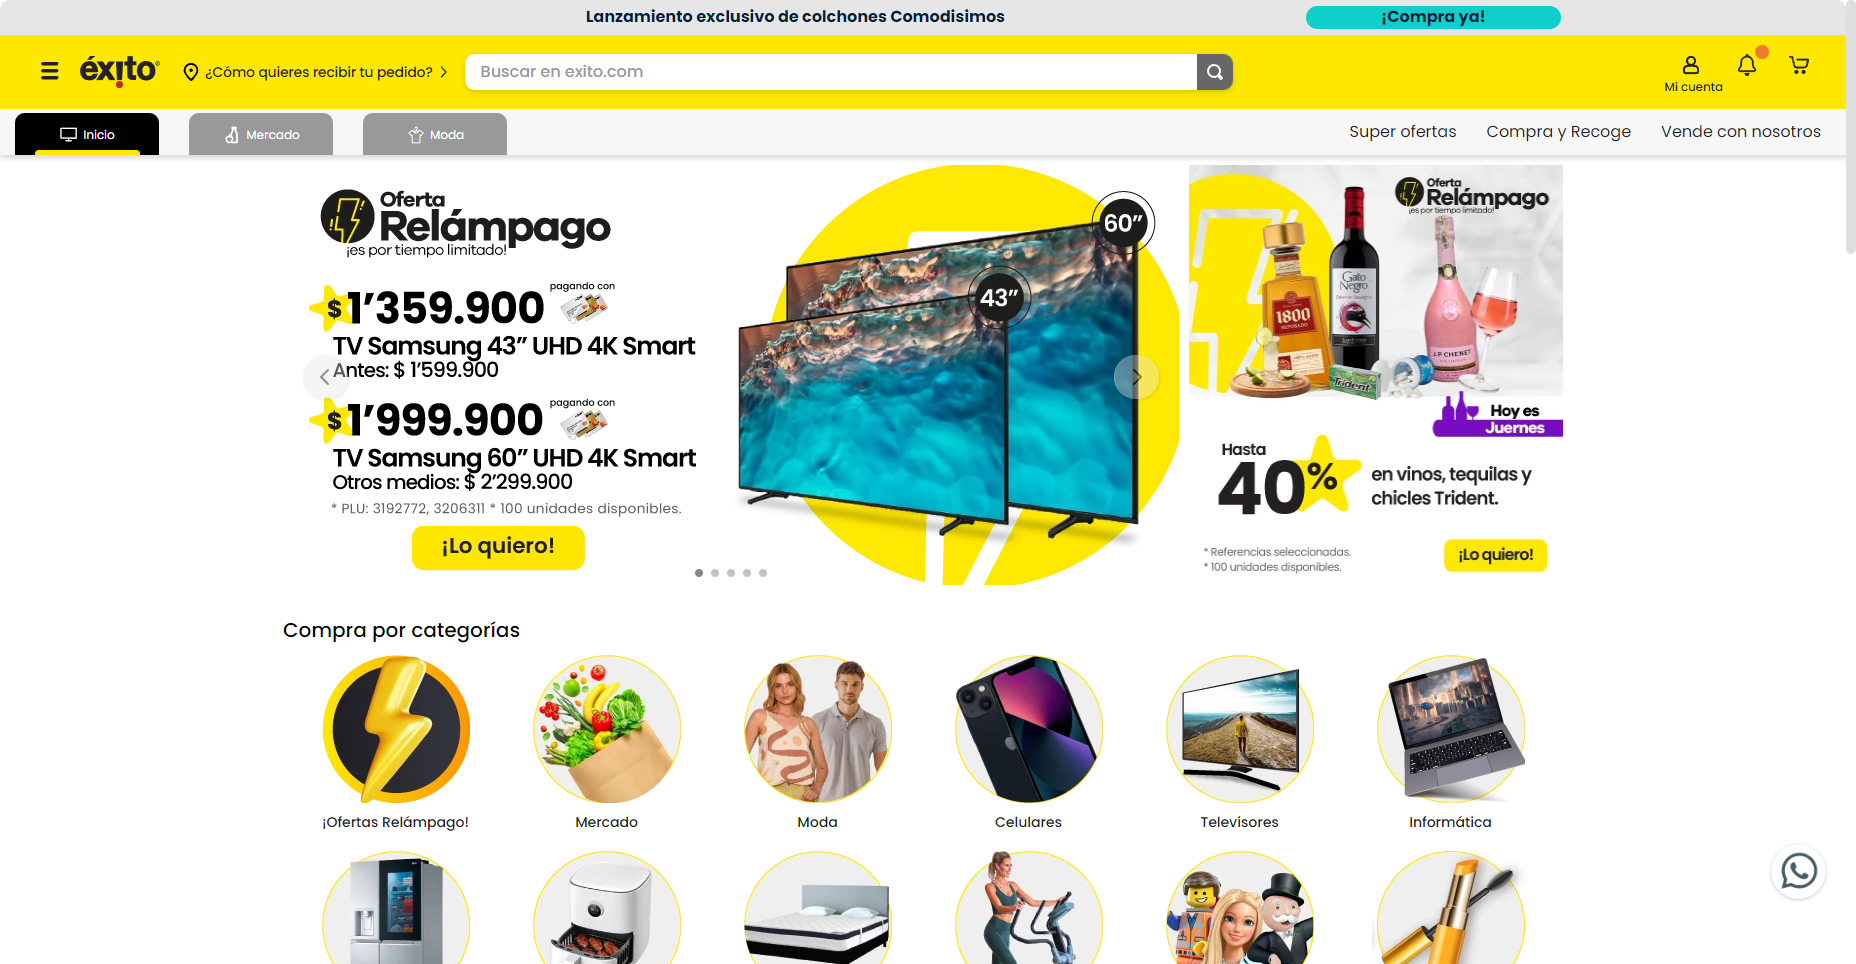 Lanzamiento exclusivo de colchones Comodisimos
¡Compra ya!
éxito
¿Cómo quieres recibir tu pedido?
Buscar en exito.com
Mi cuenta
Inicio
Mercado
Moda
Super ofertas
Compra y Recoge
Vende con nosotros
Oferta
Relámpago
¡es por tiempo limitado!
$ 1'359.900
pagando con
TV Samsung 43” UHD 4K Smart
Antes: $ 1'599.900
$ 1'999.900
pagando con
TV Samsung 60” UHD 4K Smart
Otros medios: $ 2'299.900
* PLU: 3192772, 3206311 * 100 unidades disponibles.
¡Lo quiero!
60”
43”
Oferta
Relámpago
¡es por tiempo limitado!
1800
REPOSADO
Gato
Negro
J.P. CHENET
Trident
Hoy es
Juernes
Hasta
40%
en vinos, tequilas y
chicles Trident.
* Referencias seleccionadas.
* 100 unidades disponibles.
¡Lo quiero!
Compra por categorías
¡Ofertas Relámpago!
Mercado
Moda
Celulares
Televisores
Informática